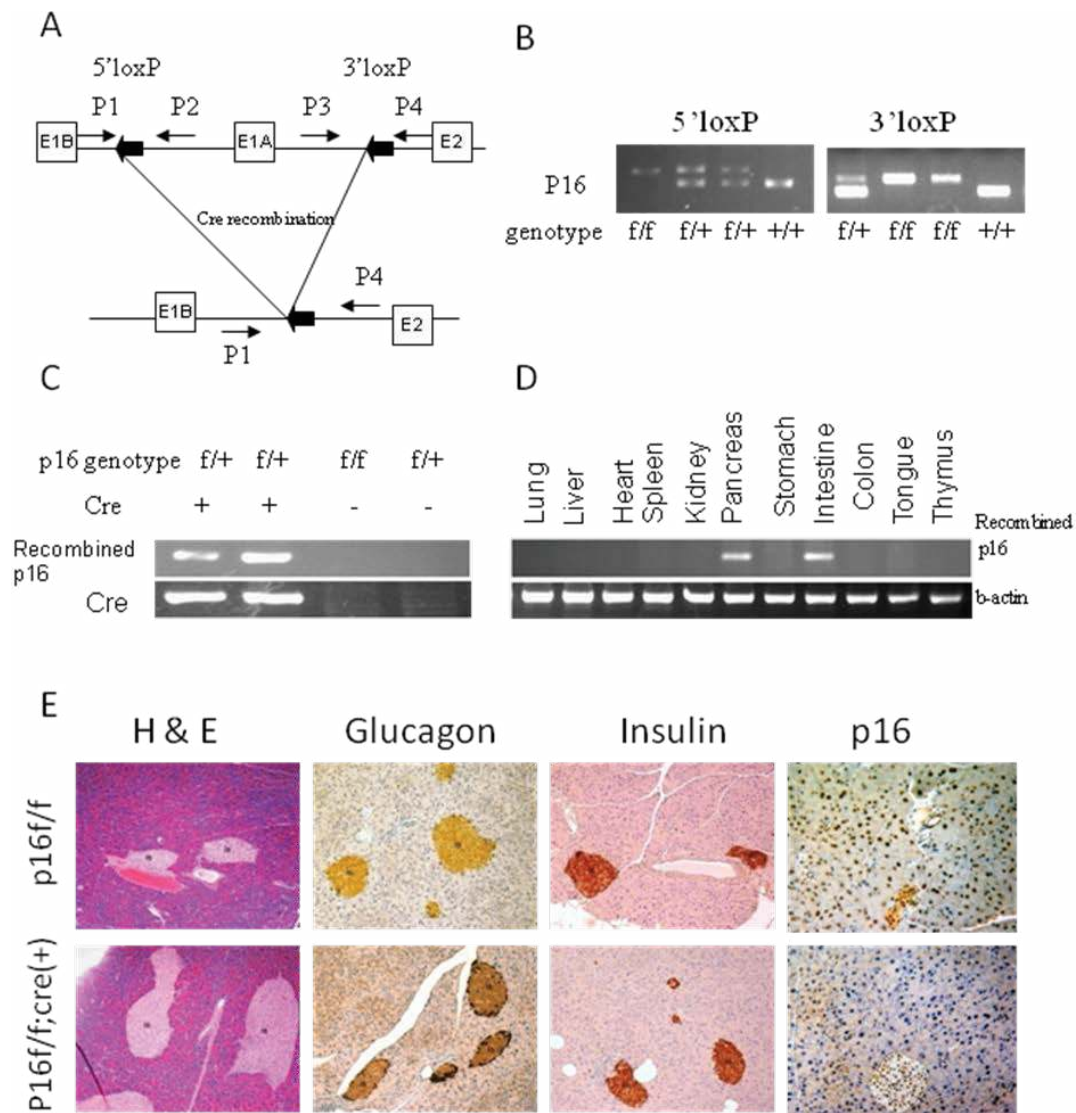 A
5'loxP 3'loxP
P1 P2 P3 P4
E1B E1A E2
Cre recombination
P4
E1B E2
P1
B
5'loxP 3'loxP
P16
genotype f/f f/+ f/+ +/+ f/+ f/f f/f +/+
C
p16 genotype f/+ f/+ f/f f/+
Cre + + - -
Recombined
p16
Cre
D
Lung Liver Heart Spleen Kidney Pancreas Stomach Intestine Colon Tongue Thymus
Recombined
p16
b-actin
E
H & E Glucagon Insulin p16
p16f/f
P16f/f;cre(+)